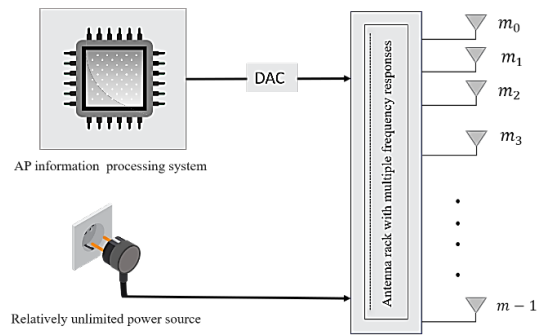 AP information processing system
DAC
Antenna rack with multiple frequency responses
m₀
m₁
m₂
m₃
m − 1
Relatively unlimited power source